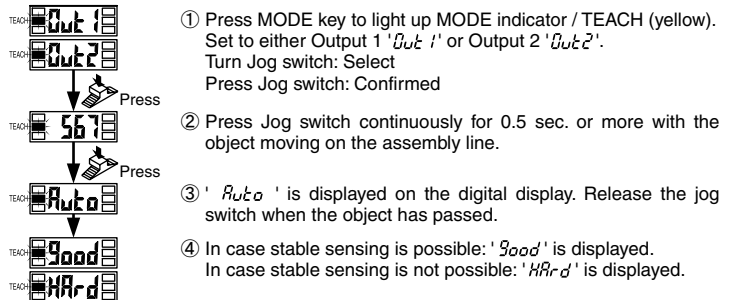 TEACH Out 1
TEACH Out2
Press
TEACH 567
Press
TEACH Auto
TEACH good
TEACH HArd
① Press MODE key to light up MODE indicator / TEACH (yellow).
Set to either Output 1 'Out 1' or Output 2 'Out2'.
Turn Jog switch: Select
Press Jog switch: Confirmed
② Press Jog switch continuously for 0.5 sec. or more with the
object moving on the assembly line.
③ ' Auto ' is displayed on the digital display. Release the jog
switch when the object has passed.
④ In case stable sensing is possible: 'good' is displayed.
In case stable sensing is not possible: 'HArd' is displayed.